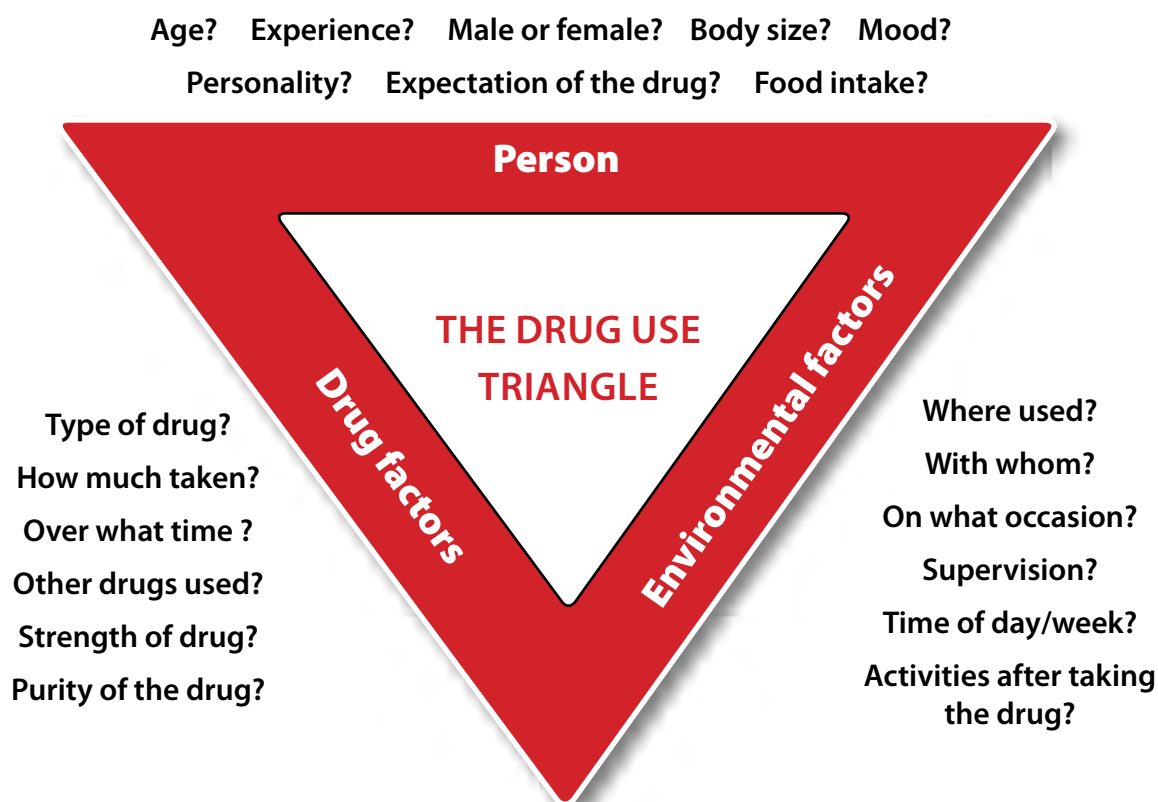 Age? Experience? Male or female? Body size? Mood?
Personality? Expectation of the drug? Food intake?
Person
THE DRUG USE
TRIANGLE
Drug factors
Environmental factors
Type of drug?
How much taken?
Over what time ?
Other drugs used?
Strength of drug?
Purity of the drug?
Where used?
With whom?
On what occasion?
Supervision?
Time of day/week?
Activities after taking
the drug?